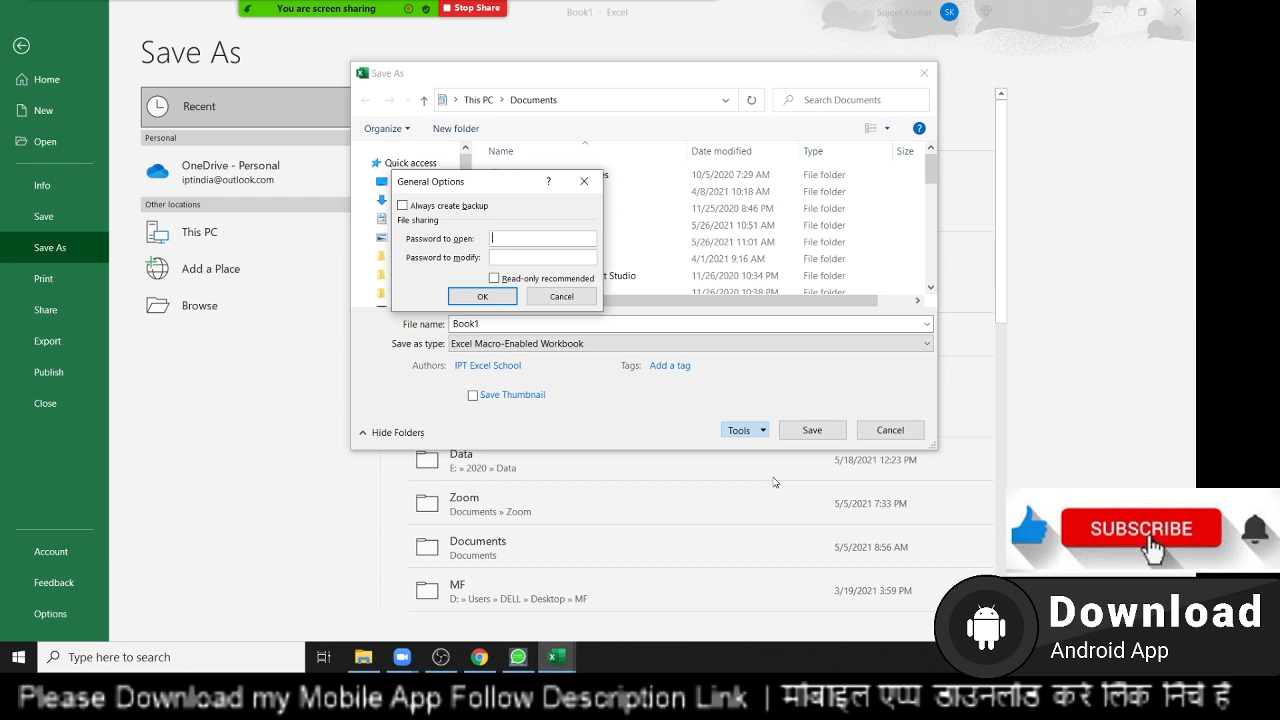 You are screen sharing
Stop Share
Book1 - Excel
Sujeet Kumar
SK
Save As
Home
New
Open
Info
Save
Save As
Print
Share
Export
Publish
Close
Account
Feedback
Options
Recent
Personal
OneDrive - Personal
iptindia@outlook.com
Other locations
This PC
Add a Place
Browse
Save As
This PC > Documents
Search Documents
Organize
New folder
Name
Date modified
Type
Size
Quick access
es
10/5/2020 7:29 AM
File folder
4/8/2021 10:18 AM
File folder
11/25/2020 8:46 PM
File folder
5/26/2021 10:51 AM
File folder
5/26/2021 11:01 AM
File folder
4/1/2021 9:16 AM
File folder
t Studio
11/26/2020 10:34 PM
File folder
11/26/2020 10:38 PM
File folder
General Options
?
Always create backup
File sharing
Password to open:
Password to modify:
Read-only recommended
OK
Cancel
File name:
Book1
Save as type:
Excel Macro-Enabled Workbook
Authors:
IPT Excel School
Tags:
Add a tag
Save Thumbnail
Hide Folders
Tools
Save
Cancel
Data
E: » 2020 » Data
5/18/2021 12:23 PM
Zoom
Documents » Zoom
5/5/2021 7:33 PM
Documents
Documents
5/5/2021 8:56 AM
MF
D: » Users » DELL » Desktop » MF
3/19/2021 3:59 PM
SUBSCRIBE
Download
Android App
Type here to search
Please Download my Mobile App Follow Description Link | मोबाइल एप्प डाउनलोड करे लिंक निचे है